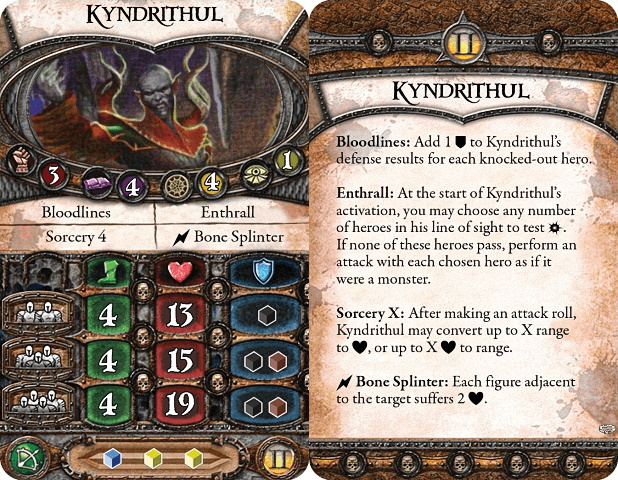 KYNDRITHUL
3
4
4
1
Bloodlines Enthrall
Sorcery 4 Bone Splinter
4 13
4 15
4 19
II
II
KYNDRITHUL
Bloodlines: Add 1 to Kyndrithul's
defense results for each knocked-out hero.
Enthrall: At the start of Kyndrithul's
activation, you may choose any number
of heroes in his line of sight to test .
If none of these heroes pass, perform an
attack with each chosen hero as if it
were a monster.
Sorcery X: After making an attack roll,
Kyndrithul may convert up to X range
to ♥, or up to X ♥ to range.
Bone Splinter: Each figure adjacent
to the target suffers 2 ♥.